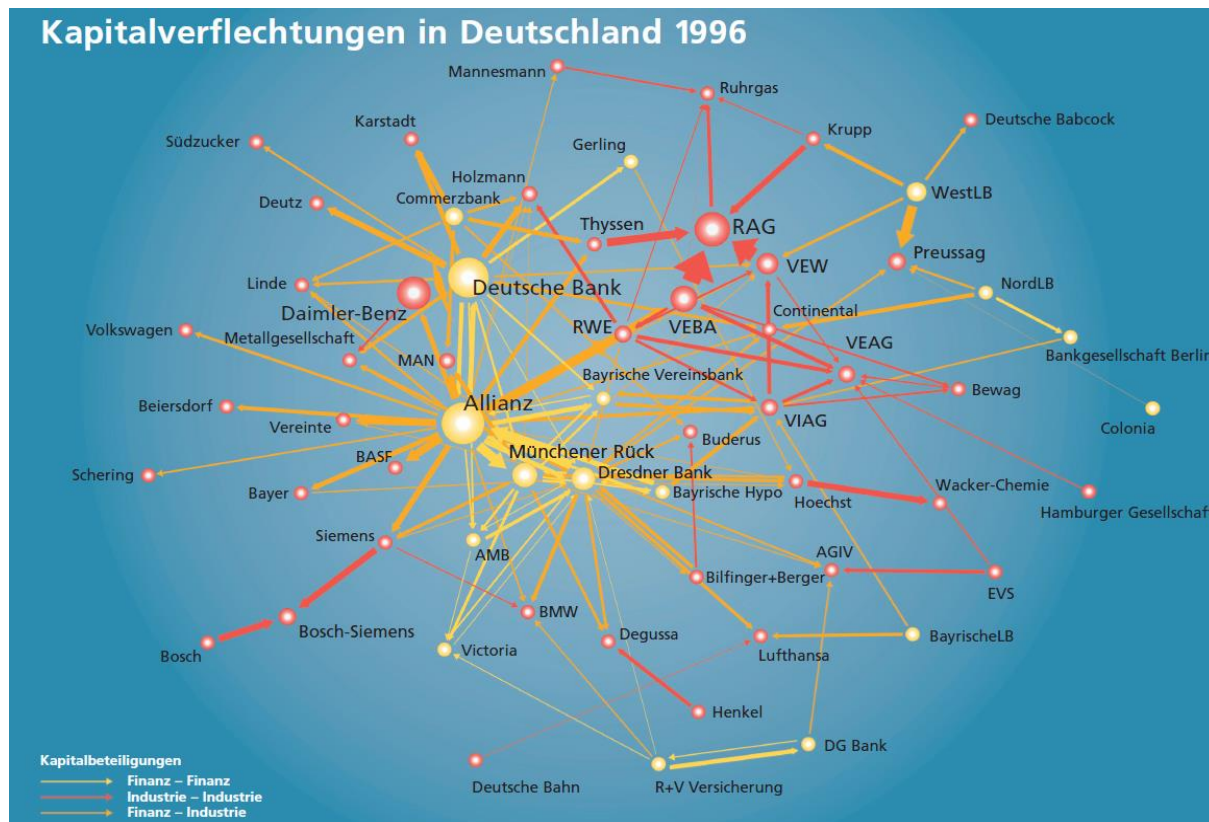 Kapitalverflechtungen in Deutschland 1996
Mannesmann
Ruhrgas
Karstadt
Krupp
Deutsche Babcock
Südzucker
Gerling
Holzmann
Commerzbank
WestLB
Deutz
Thyssen
RAG
Preussag
VEW
Linde
Deutsche Bank
NordLB
Daimler-Benz
Continental
Volkswagen
RWE
VEBA
Metallgesellschaft
VEAG
MAN
Bankgesellschaft Berlin
Bayrische Vereinsbank
Bewag
Allianz
Beiersdorf
Vereinte
VIAG
Colonia
Buderus
BASF
Münchener Rück
Dresdner Bank
Schering
Bayer
Bayrische Hypo
Hoechst
Wacker-Chemie
Hamburger Gesellschaf
Siemens
AMB
AGIV
Bilfinger+Berger
EVS
BMW
Bosch-Siemens
Degussa
BayrischeLB
Bosch
Victoria
Lufthansa
Henkel
DG Bank
Kapitalbeteiligungen
Finanz – Finanz
Industrie – Industrie
Finanz – Industrie
Deutsche Bahn
R+V Versicherung